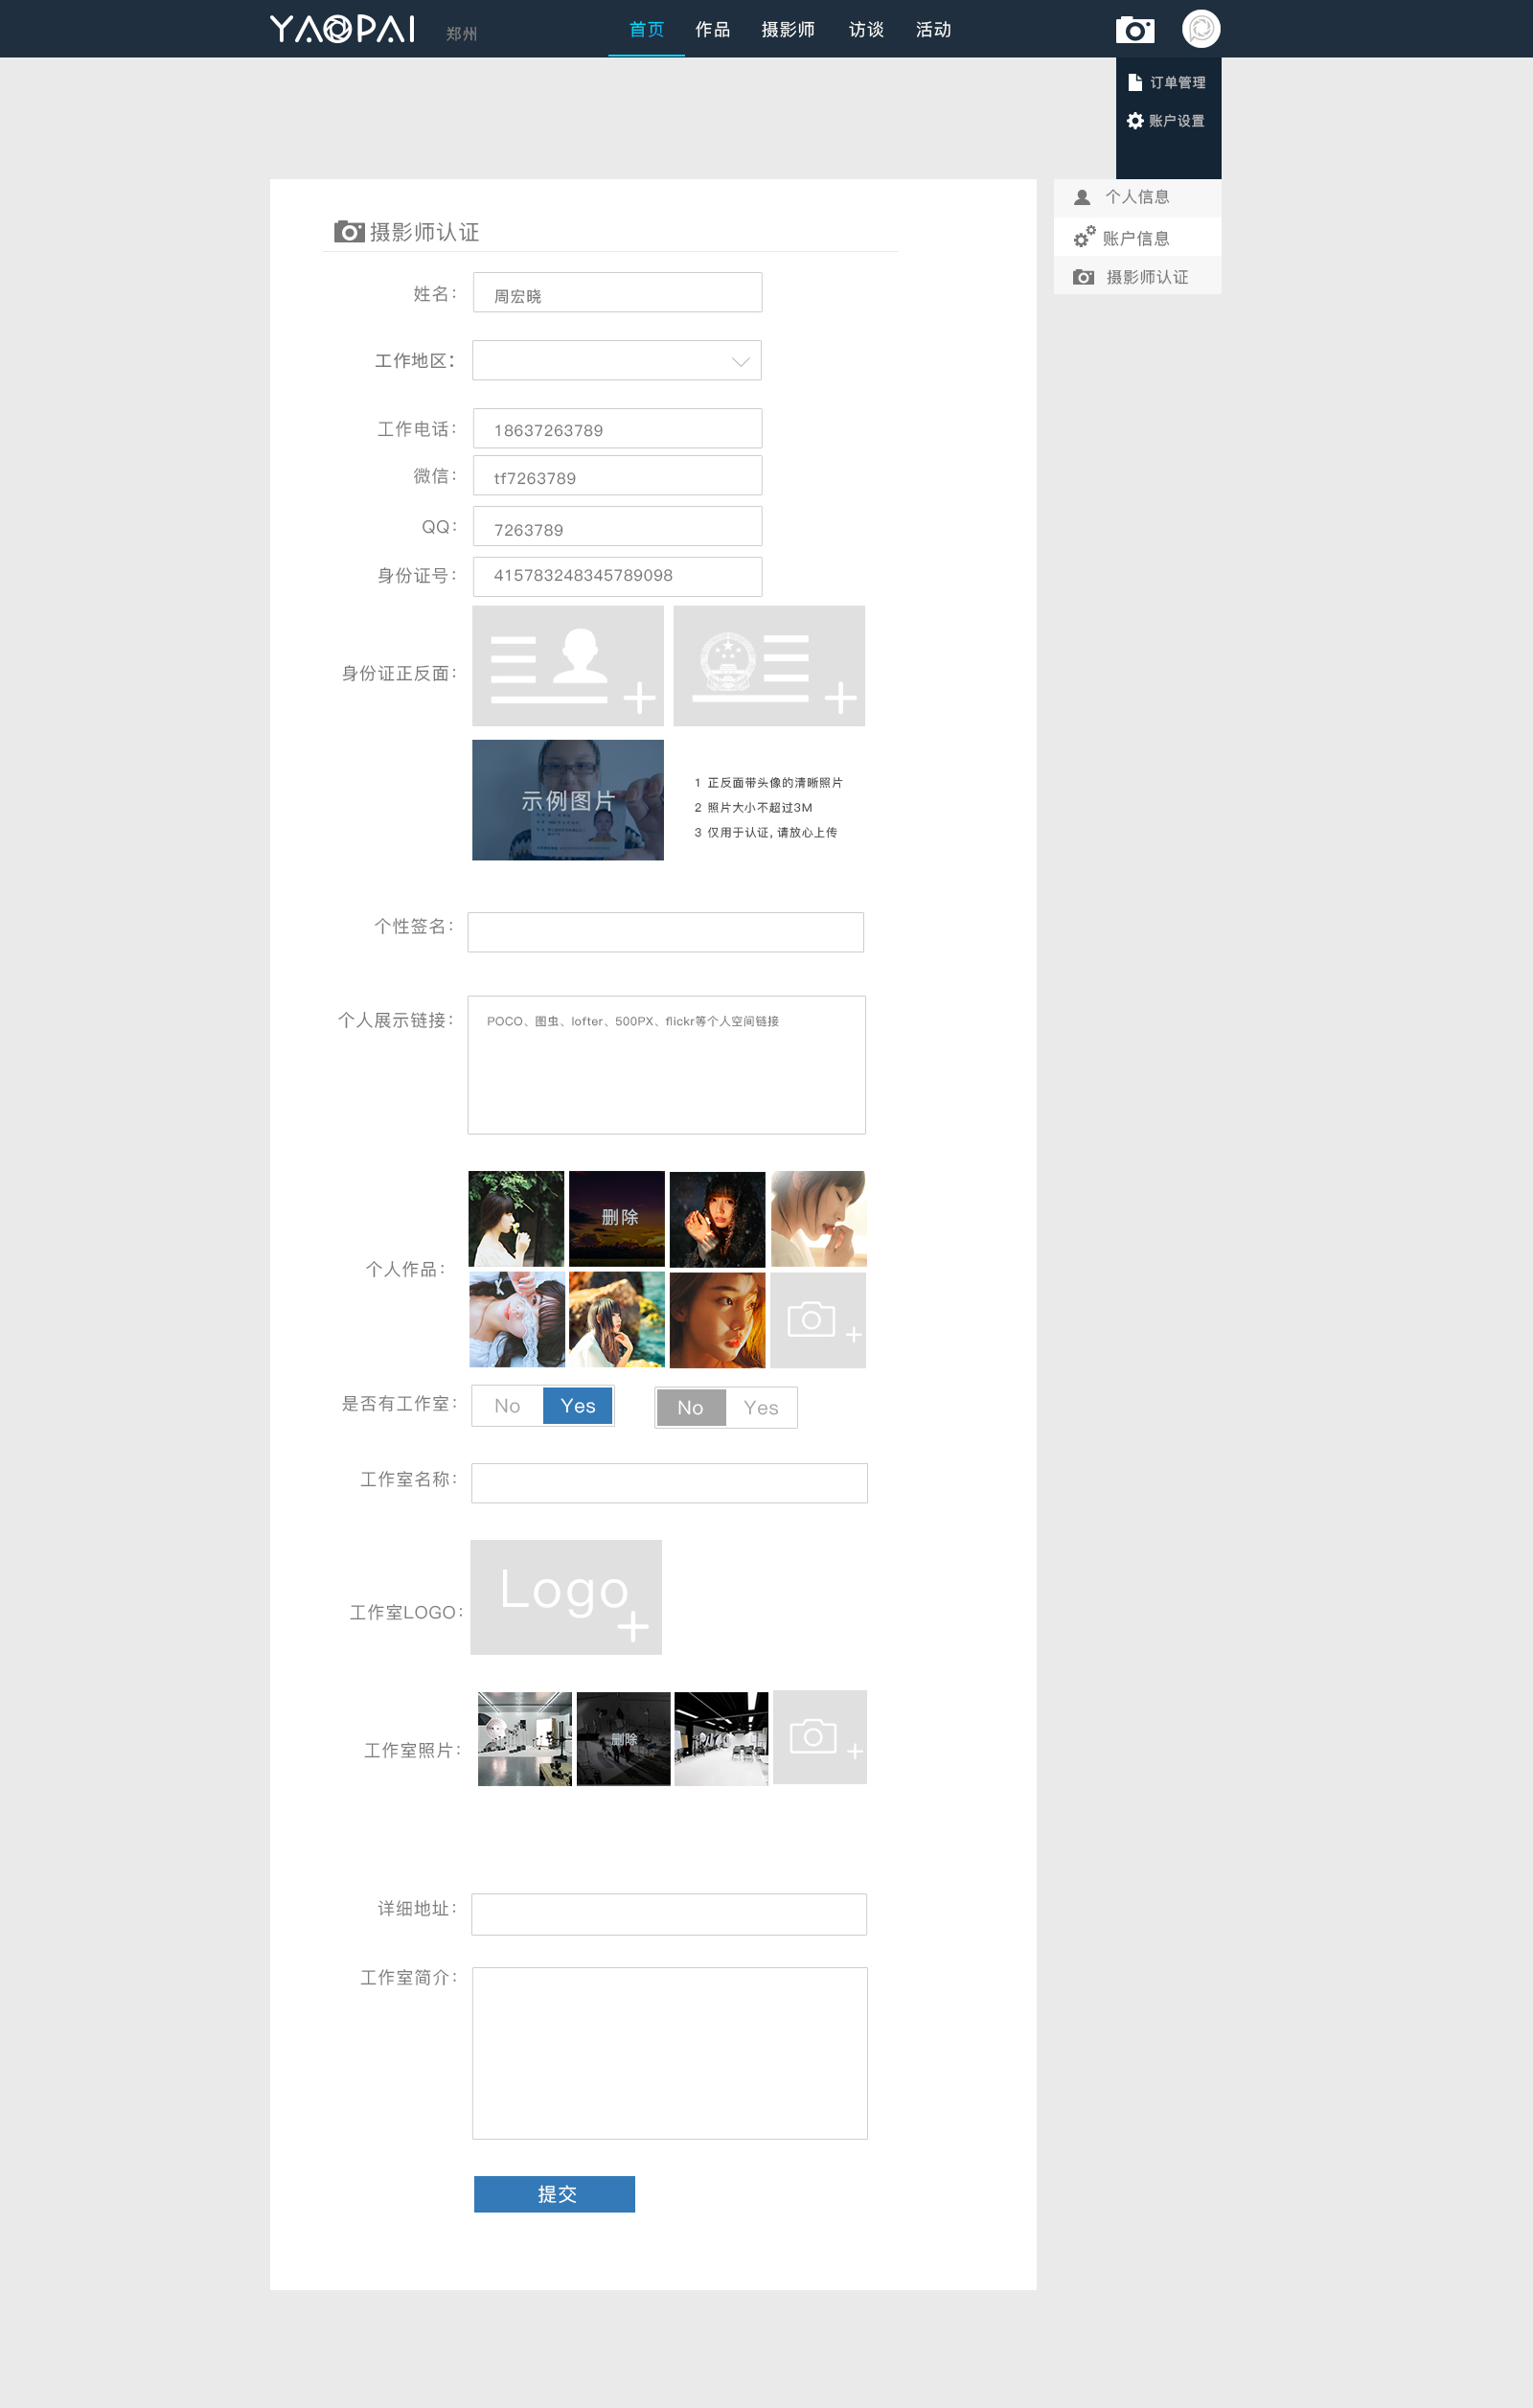 YAOPAI 郑州 首页 作品 摄影师 访谈 活动
订单管理
账户设置
个人信息
账户信息
摄影师认证
摄影师认证
姓名： 周宏晓
工作地区：
工作电话： 18637263789
微信： tf7263789
QQ： 7263789
身份证号： 415783248345789098
身份证正反面：
示例图片
1 正反面带头像的清晰照片
2 照片大小不超过3M
3 仅用于认证，请放心上传
个性签名：
个人展示链接： POCO、图虫、lofter、500PX、flickr等个人空间链接
删除
个人作品：
是否有工作室： No Yes No Yes
工作室名称：
Logo
工作室LOGO：
删除
工作室照片：
详细地址：
工作室简介：
提交